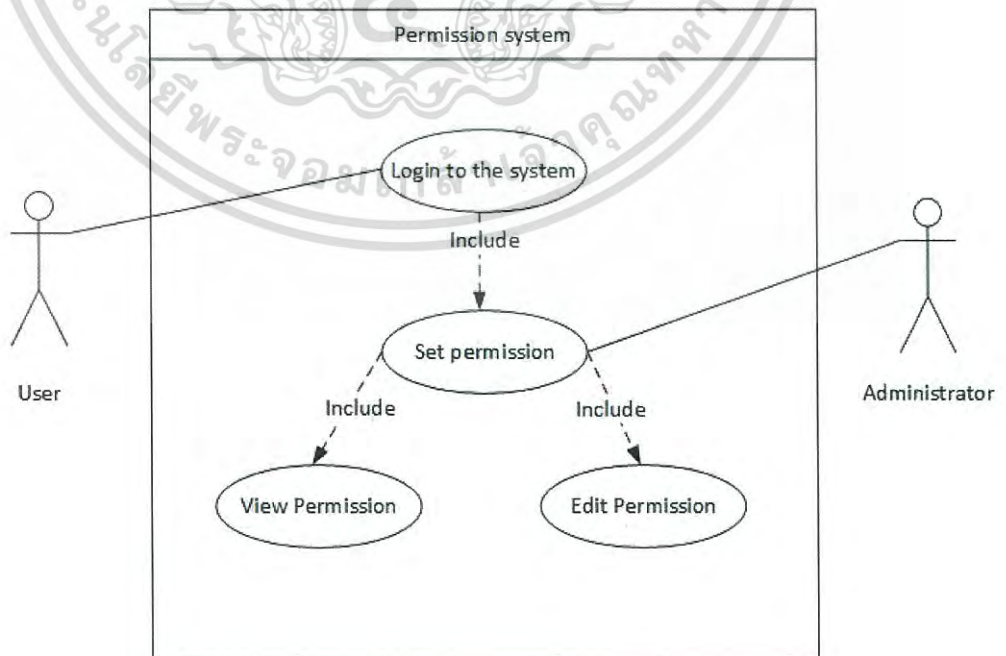 Permission system
Login to the system
Include
Set permission
Include
Include
View Permission
Edit Permission
User
Administrator